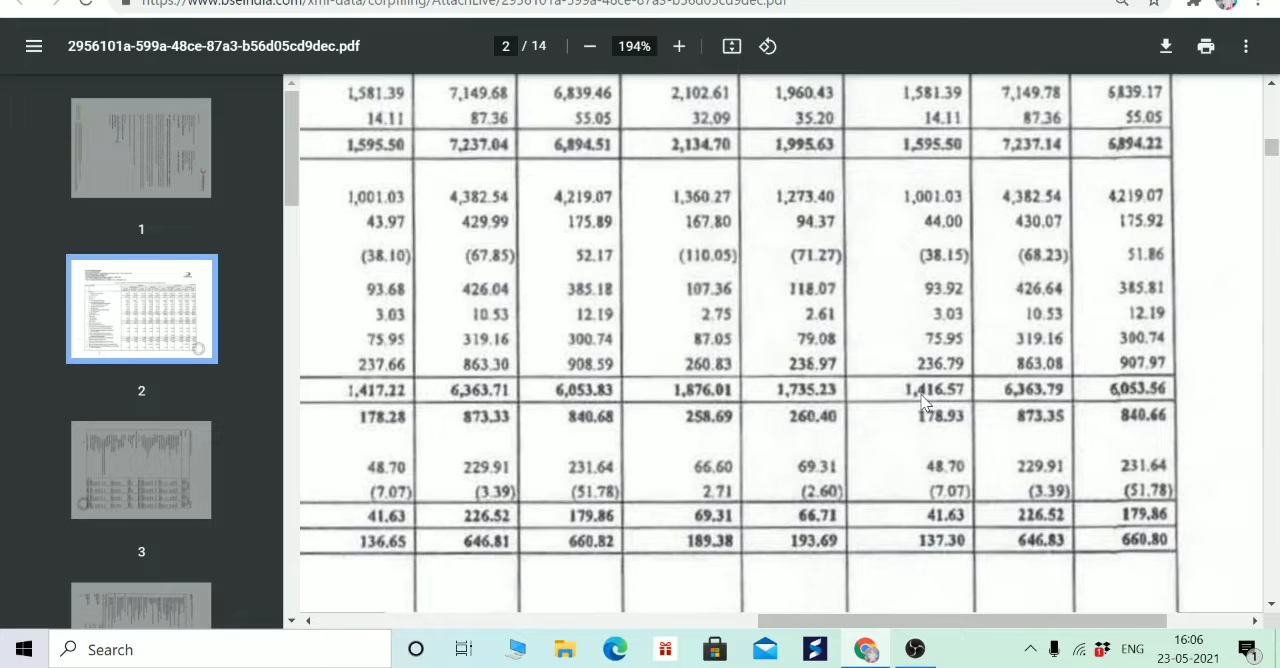 https://www.bseindia.com/xml-data/corpfiling/AttachLive/2956101a-599a-48ce-87a3-b56d05cd9dec.pdf
2956101a-599a-48ce-87a3-b56d05cd9dec.pdf
2 / 14
194%
1,581.39 7,149.68 6,839.46 2,102.61 1,960.43 1,581.39 7,149.78 6,839.17
14.11 87.36 55.05 32.09 35.20 14.11 87.36 55.05
1,595.50 7,237.04 6,894.51 2,134.70 1,995.63 1,595.50 7,237.14 6,894.22
1,001.03 4,382.54 4,219.07 1,360.27 1,273.40 1,001.03 4,382.54 4,219.07
43.97 429.99 175.89 167.80 94.37 44.00 430.07 175.92
(38.10) (67.85) 52.17 (110.05) (71.27) (38.15) (68.23) 51.86
93.68 426.04 385.18 107.36 118.07 93.92 426.64 385.81
3.03 10.53 12.19 2.75 2.61 3.03 10.53 12.19
75.95 319.16 300.74 87.05 79.08 75.95 319.16 300.74
237.66 863.30 908.59 260.83 238.97 236.79 863.08 907.97
1,417.22 6,363.71 6,053.83 1,876.01 1,735.23 1,416.57 6,363.79 6,053.56
178.28 873.33 840.68 258.69 260.40 178.93 873.35 840.66
48.70 229.91 231.64 66.60 69.31 48.70 229.91 231.64
(7.07) (3.39) (51.78) 2.71 (2.60) (7.07) (3.39) (51.78)
41.63 226.52 179.86 69.31 66.71 41.63 226.52 179.86
136.65 646.81 660.82 189.38 193.69 137.30 646.83 660.80
1
2
3
Search
ENG
16:06
23-05-2021
1